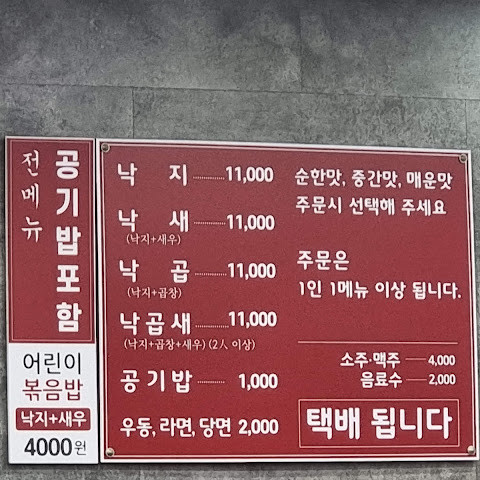 전메뉴
공기밥포함
어린이
볶음밥
낙지+새우
4000원
낙 지 ········· 11,000
낙 새 ········· 11,000
(낙지+새우)
낙 곱 ········· 11,000
(낙지+곱창)
낙곱새 ········· 11,000
(낙지+곱창+새우) (2人 이상)
공기밥 ── 1,000
우동, 라면, 당면 2,000
순한맛, 중간맛, 매운맛
주문시 선택해 주세요
주문은
1인 1메뉴 이상 됩니다.
소주·맥주 ── 4,000
음료수 ── 2,000
택배 됩니다